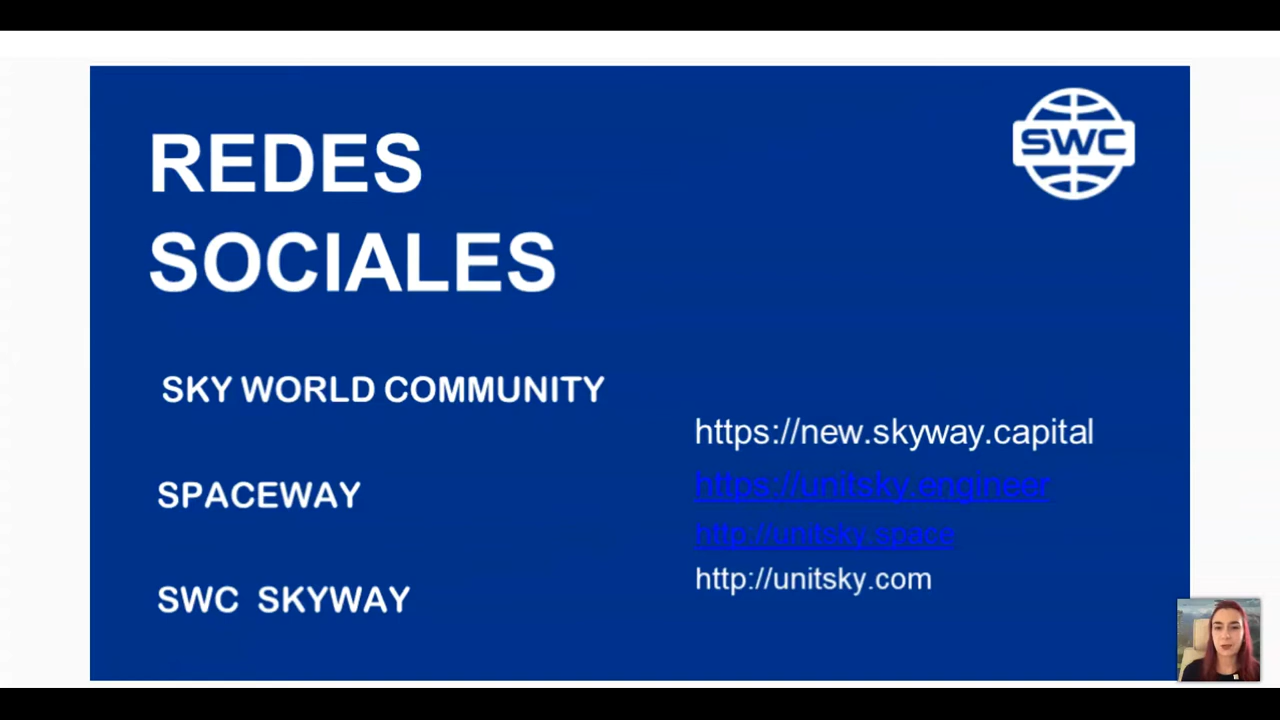 REDES
SOCIALES
SWC
SKY WORLD COMMUNITY
SPACEWAY
SWC SKYWAY
https://new.skyway.capital
https://unitsky.engineer
http://unitsky.space
http://unitsky.com